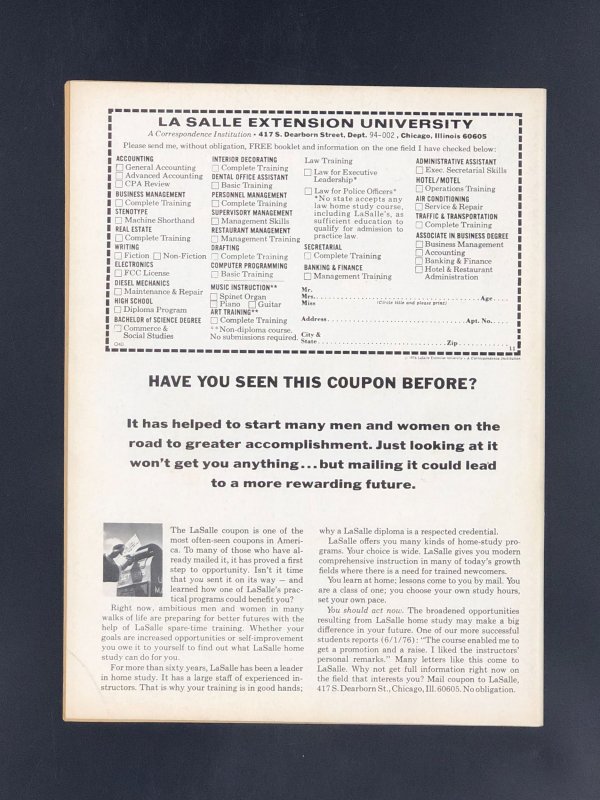 LA SALLE EXTENSION UNIVERSITY
A Correspondence Institution • 417 S. Dearborn Street, Dept. 94-002, Chicago, Illinois 60605
Please send me, without obligation, FREE booklet and information on the one field I have checked below:
ACCOUNTING
General Accounting
Advanced Accounting
CPA Review
BUSINESS MANAGEMENT
Complete Training
STENOTYPE
Machine Shorthand
REAL ESTATE
Complete Training
WRITING
Fiction Non-Fiction
ELECTRONICS
FCC License
DIESEL MECHANICS
Maintenance & Repair
HIGH SCHOOL
Diploma Program
BACHELOR of SCIENCE DEGREE
Commerce &
Social Studies
INTERIOR DECORATING
Complete Training
DENTAL OFFICE ASSISTANT
Basic Training
PERSONNEL MANAGEMENT
Complete Training
SUPERVISORY MANAGEMENT
Management Skills
RESTAURANT MANAGEMENT
Management Training
DRAFTING
Complete Training
COMPUTER PROGRAMMING
Basic Training
MUSIC INSTRUCTION**
Spinet Organ
Piano Guitar
ART TRAINING**
Complete Training
**Non-diploma course.
No submissions required.
Law Training
Law for Executive
Leadership*
Law for Police Officers*
*No state accepts any
law home study course,
including LaSalle's, as
sufficient education to
qualify for admission to
practice law.
SECRETARIAL
Complete Training
BANKING & FINANCE
Management Training
ADMINISTRATIVE ASSISTANT
Exec. Secretarial Skills
HOTEL/MOTEL
Operations Training
AIR CONDITIONING
Service & Repair
TRAFFIC & TRANSPORTATION
Complete Training
ASSOCIATE IN BUSINESS DEGREE
Business Management
Accounting
Banking & Finance
Hotel & Restaurant
Administration
Mr.
Mrs. Age
Miss (Circle title and please print)
Address Apt. No.
City &
State Zip
11
LaSalle Extension University • A Correspondence Institution
HAVE YOU SEEN THIS COUPON BEFORE?
It has helped to start many men and women on the
road to greater accomplishment. Just looking at it
won't get you anything...but mailing it could lead
to a more rewarding future.
The LaSalle coupon is one of the
most often-seen coupons in Ameri-
ca. To many of those who have al-
ready mailed it, it has proved a first
step to opportunity. Isn't it time
that you sent it on its way — and
learned how one of LaSalle's prac-
tical programs could benefit you?
Right now, ambitious men and women in many
walks of life are preparing for better futures with the
help of LaSalle spare-time training. Whether your
goals are increased opportunities or self-improvement
you owe it to yourself to find out what LaSalle home
study can do for you.
For more than sixty years, LaSalle has been a leader
in home study. It has a large staff of experienced in-
structors. That is why your training is in good hands;
why a LaSalle diploma is a respected credential.
LaSalle offers you many kinds of home-study pro-
grams. Your choice is wide. LaSalle gives you modern
comprehensive instruction in many of today's growth
fields where there is a need for trained newcomers.
You learn at home; lessons come to you by mail. You
are a class of one; you choose your own study hours,
set your own pace.
You should act now. The broadened opportunities
resulting from LaSalle home study may make a big
difference in your future. One of our more successful
students reports (6/1/76): "The course enabled me to
get a promotion and a raise. I liked the instructors'
personal remarks." Many letters like this come to
LaSalle. Why not get full information right now on
the field that interests you? Mail coupon to LaSalle,
417 S. Dearborn St., Chicago, Ill. 60605. No obligation.